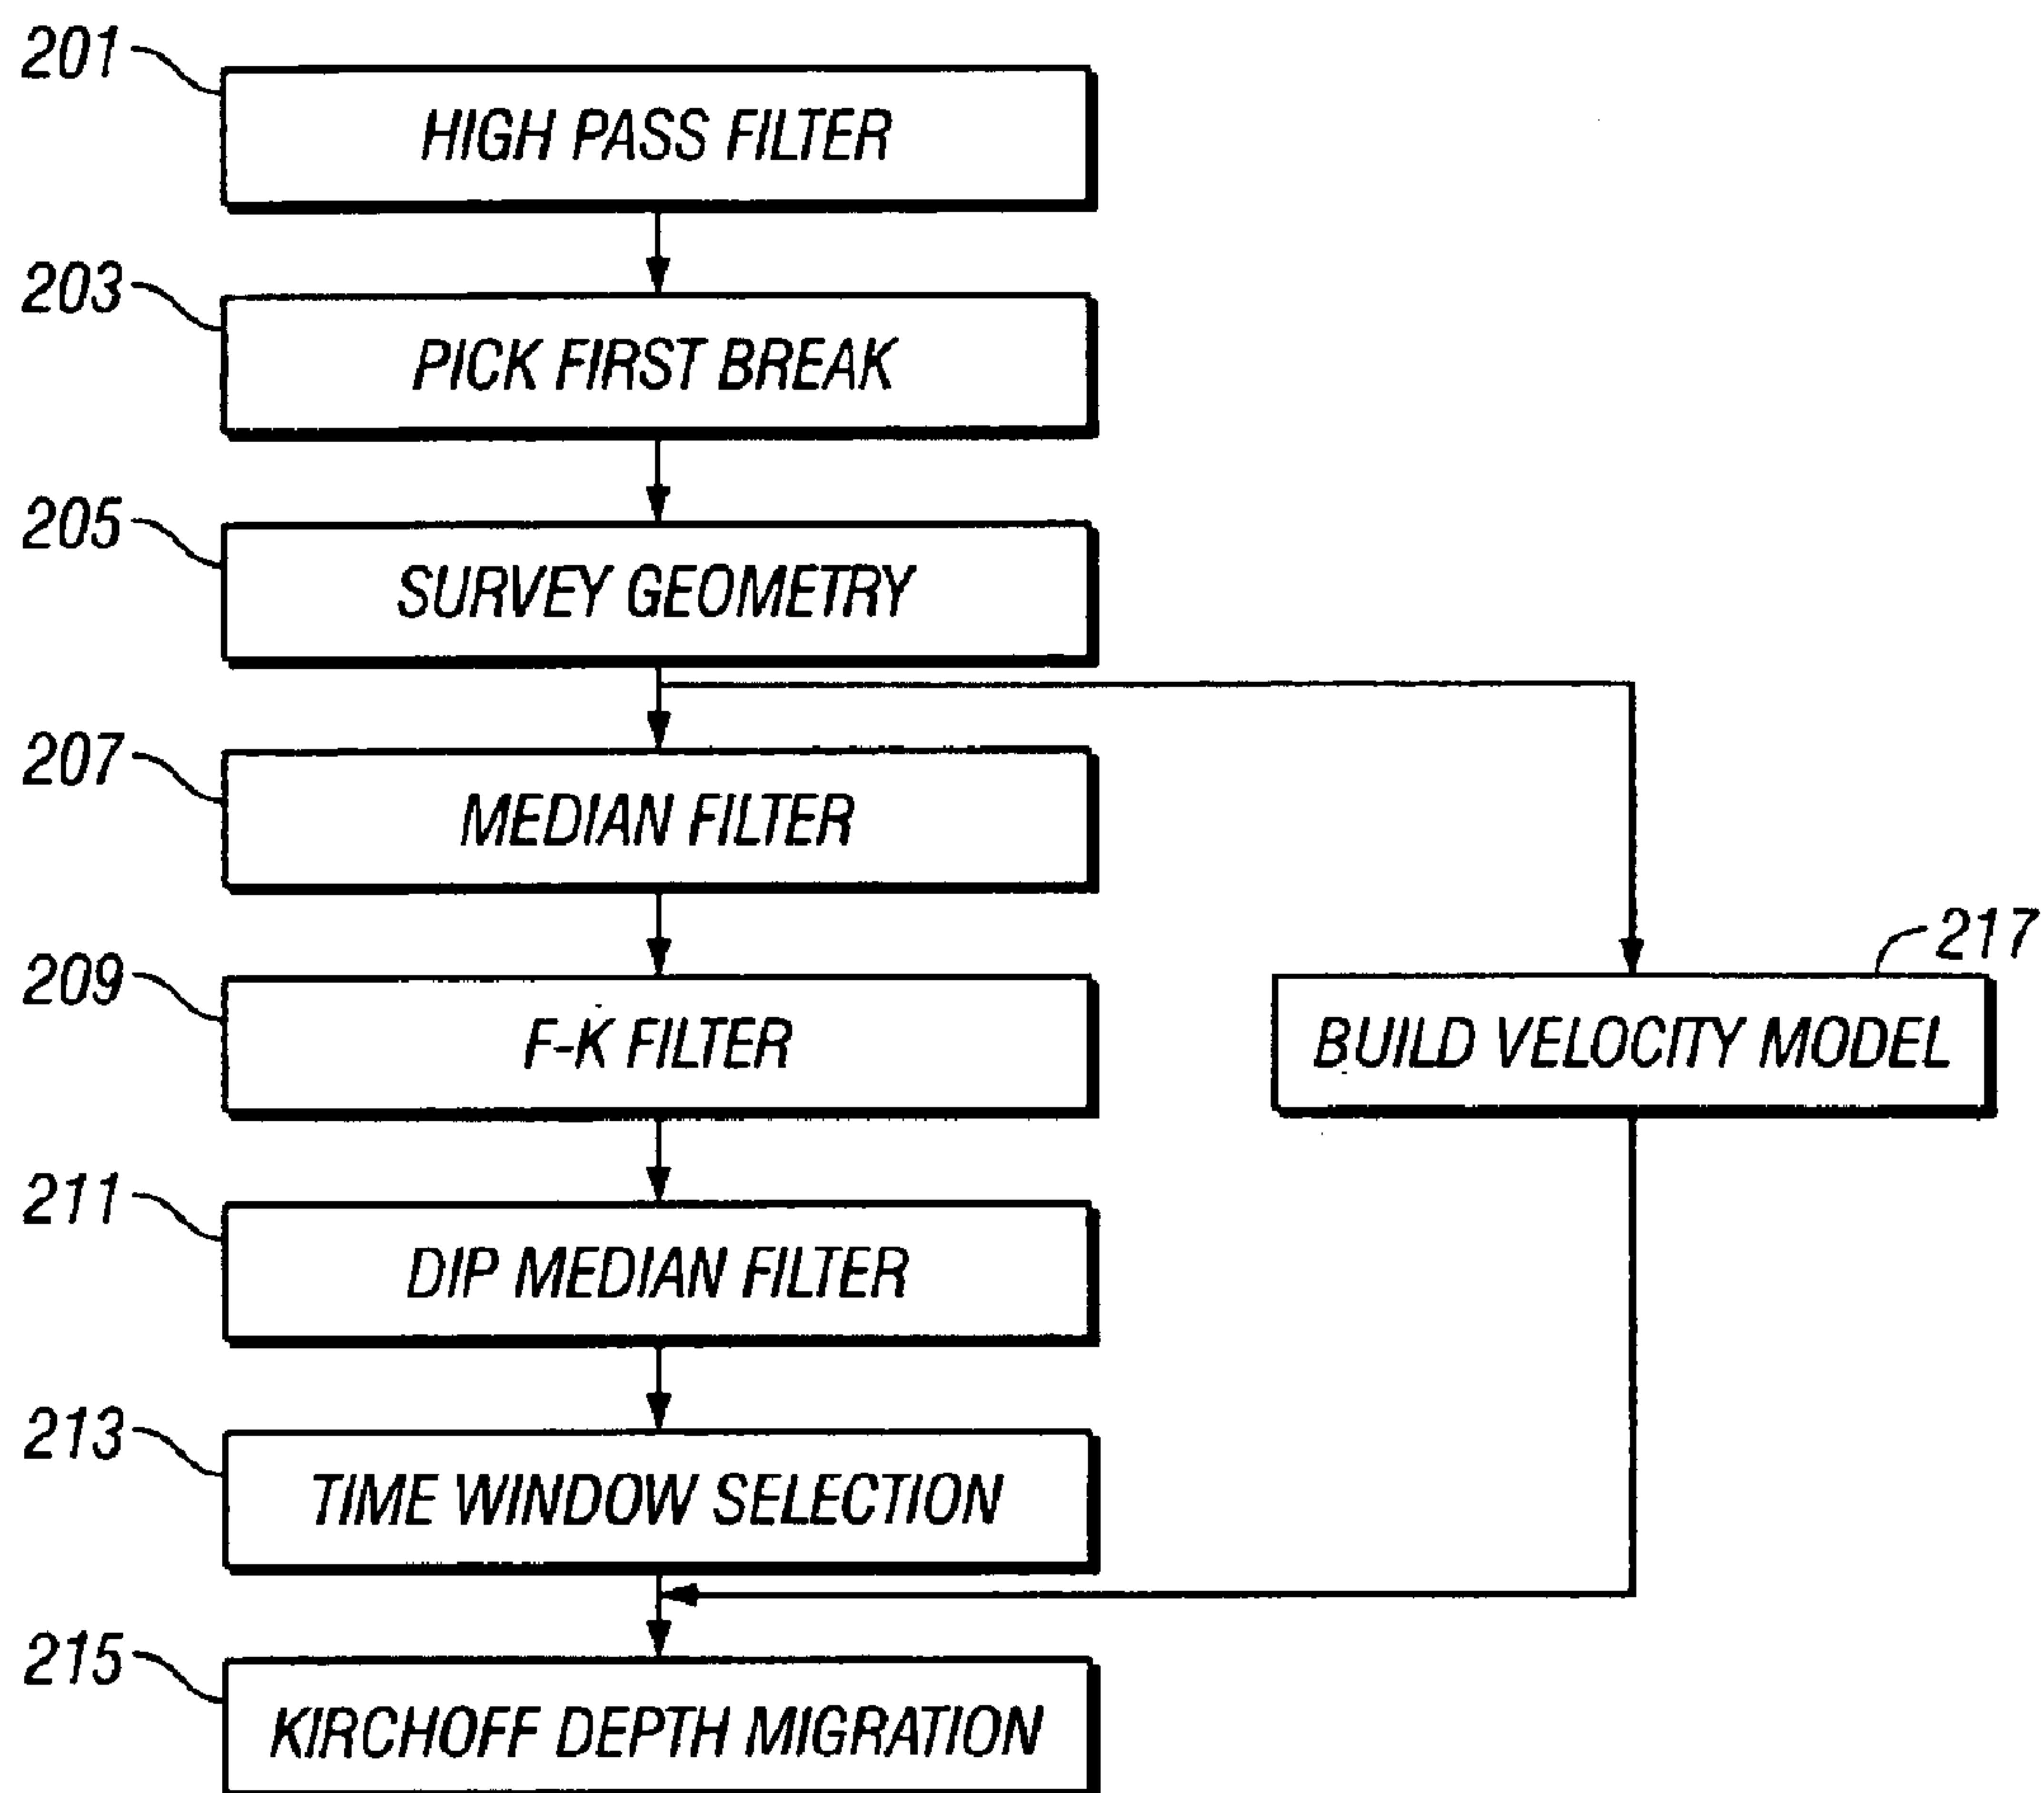 201
HIGH PASS FILTER
203
PICK FIRST BREAK
205
SURVEY GEOMETRY
207
MEDIAN FILTER
209
F-K FILTER
217
BUILD VELOCITY MODEL
211
DIP MEDIAN FILTER
213
TIME WINDOW SELECTION
215
KIRCHOFF DEPTH MIGRATION